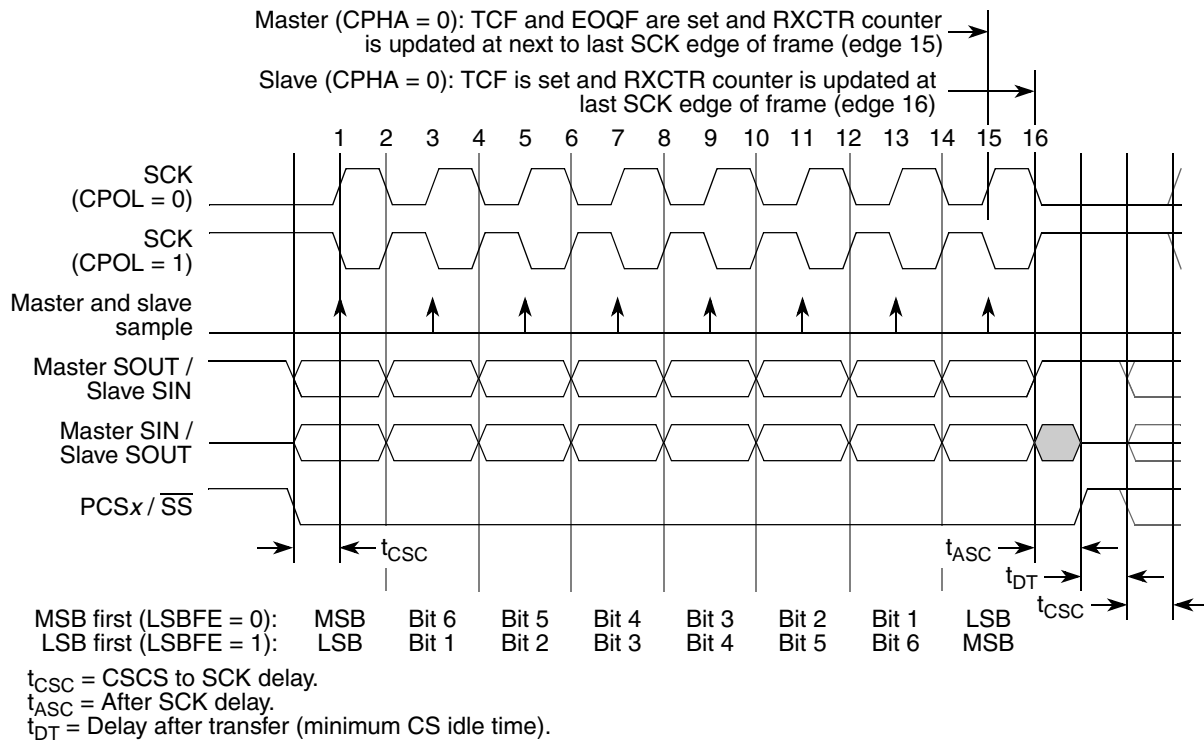 Master (CPHA = 0): TCF and EOQF are set and RXCTR counter
is updated at next to last SCK edge of frame (edge 15)
Slave (CPHA = 0): TCF is set and RXCTR counter is updated at
last SCK edge of frame (edge 16)
1 2 3 4 5 6 7 8 9 10 11 12 13 14 15 16
SCK
(CPOL = 0)
SCK
(CPOL = 1)
Master and slave
sample
Master SOUT /
Slave SIN
Master SIN /
Slave SOUT
PCSx / SS
tCSC tASC
tDT
tCSC
MSB first (LSBFE = 0): MSB Bit 6 Bit 5 Bit 4 Bit 3 Bit 2 Bit 1 LSB
LSB first (LSBFE = 1): LSB Bit 1 Bit 2 Bit 3 Bit 4 Bit 5 Bit 6 MSB
tCSC = CSCS to SCK delay.
tASC = After SCK delay.
tDT = Delay after transfer (minimum CS idle time).